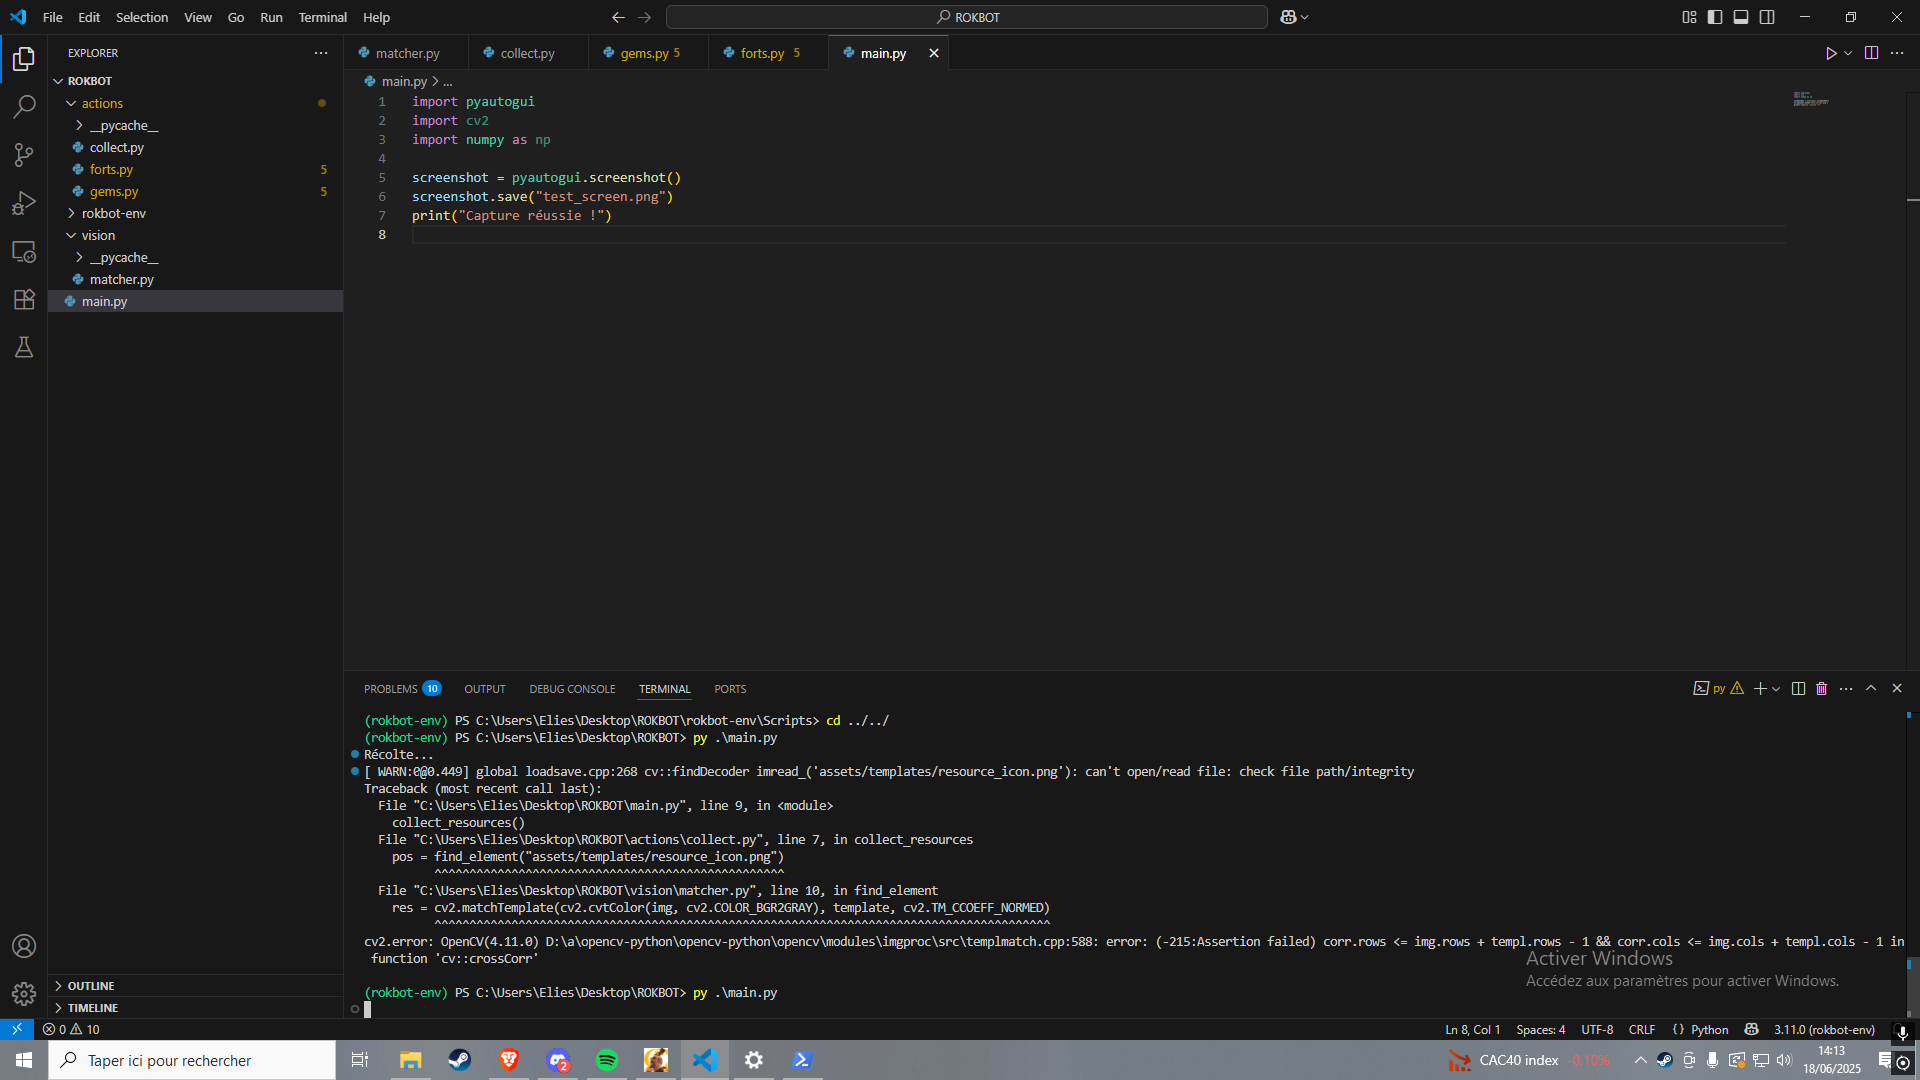 File Edit Selection View Go Run Terminal Help
ROKBOT
EXPLORER
matcher.py
collect.py
gems.py 5
forts.py 5
main.py
ROKBOT
actions
__pycache__
collect.py
forts.py 5
gems.py 5
rokbot-env
vision
__pycache__
matcher.py
main.py
OUTLINE
TIMELINE
main.py > ...
1 import pyautogui
2 import cv2
3 import numpy as np
4
5 screenshot = pyautogui.screenshot()
6 screenshot.save("test_screen.png")
7 print("Capture réussie !")
8
PROBLEMS 10 OUTPUT DEBUG CONSOLE TERMINAL PORTS
py
(rokbot-env) PS C:\Users\Elies\Desktop\ROKBOT\rokbot-env\Scripts> cd ../../
(rokbot-env) PS C:\Users\Elies\Desktop\ROKBOT> py .\main.py
Récolte...
[ WARN:0@0.449] global loadsave.cpp:268 cv::findDecoder imread_('assets/templates/resource_icon.png'): can't open/read file: check file path/integrity
Traceback (most recent call last):
File "C:\Users\Elies\Desktop\ROKBOT\main.py", line 9, in <module>
collect_resources()
File "C:\Users\Elies\Desktop\ROKBOT\actions\collect.py", line 7, in collect_resources
pos = find_element("assets/templates/resource_icon.png")
^^^^^^^^^^^^^^^^^^^^^^^^^^^^^^^^^^^^^^^^^^^^^^^^^^
File "C:\Users\Elies\Desktop\ROKBOT\vision\matcher.py", line 10, in find_element
res = cv2.matchTemplate(cv2.cvtColor(img, cv2.COLOR_BGR2GRAY), template, cv2.TM_CCOEFF_NORMED)
^^^^^^^^^^^^^^^^^^^^^^^^^^^^^^^^^^^^^^^^^^^^^^^^^^^^^^^^^^^^^^^^^^^^^^^^^^^^^^^^^^^^^^^^
cv2.error: OpenCV(4.11.0) D:\a\opencv-python\opencv-python\opencv\modules\imgproc\src\templmatch.cpp:588: error: (-215:Assertion failed) corr.rows <= img.rows + templ.rows - 1 && corr.cols <= img.cols + templ.cols - 1 in
function 'cv::crossCorr'
(rokbot-env) PS C:\Users\Elies\Desktop\ROKBOT> py .\main.py
Activer Windows
Accédez aux paramètres pour activer Windows.
0 10
Ln 8, Col 1 Spaces: 4 UTF-8 CRLF {} Python 3.11.0 (rokbot-env)
Taper ici pour rechercher
2
CAC40 index -0.10%
14:13
18/06/2025